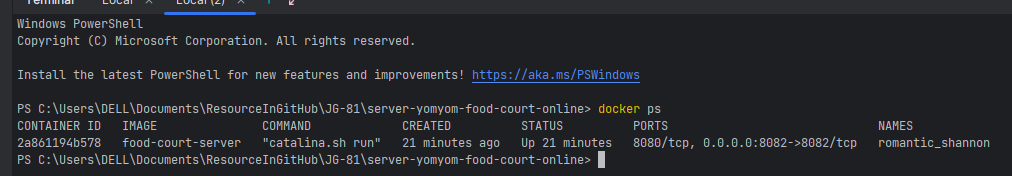 Terminal Local × Local (2) × +
Windows PowerShell
Copyright (C) Microsoft Corporation. All rights reserved.
Install the latest PowerShell for new features and improvements! https://aka.ms/PSWindows
PS C:\Users\DELL\Documents\ResourceInGitHub\JG-81\server-yomyom-food-court-online> docker ps
CONTAINER ID   IMAGE               COMMAND             CREATED          STATUS          PORTS                              NAMES
2a861194b578   food-court-server   "catalina.sh run"   21 minutes ago   Up 21 minutes   8080/tcp, 0.0.0.0:8082->8082/tcp   romantic_shannon
PS C:\Users\DELL\Documents\ResourceInGitHub\JG-81\server-yomyom-food-court-online>